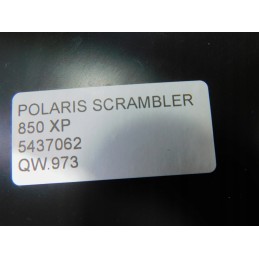 POLARIS SCRAMBLER
850 XP
5437062
QW.973